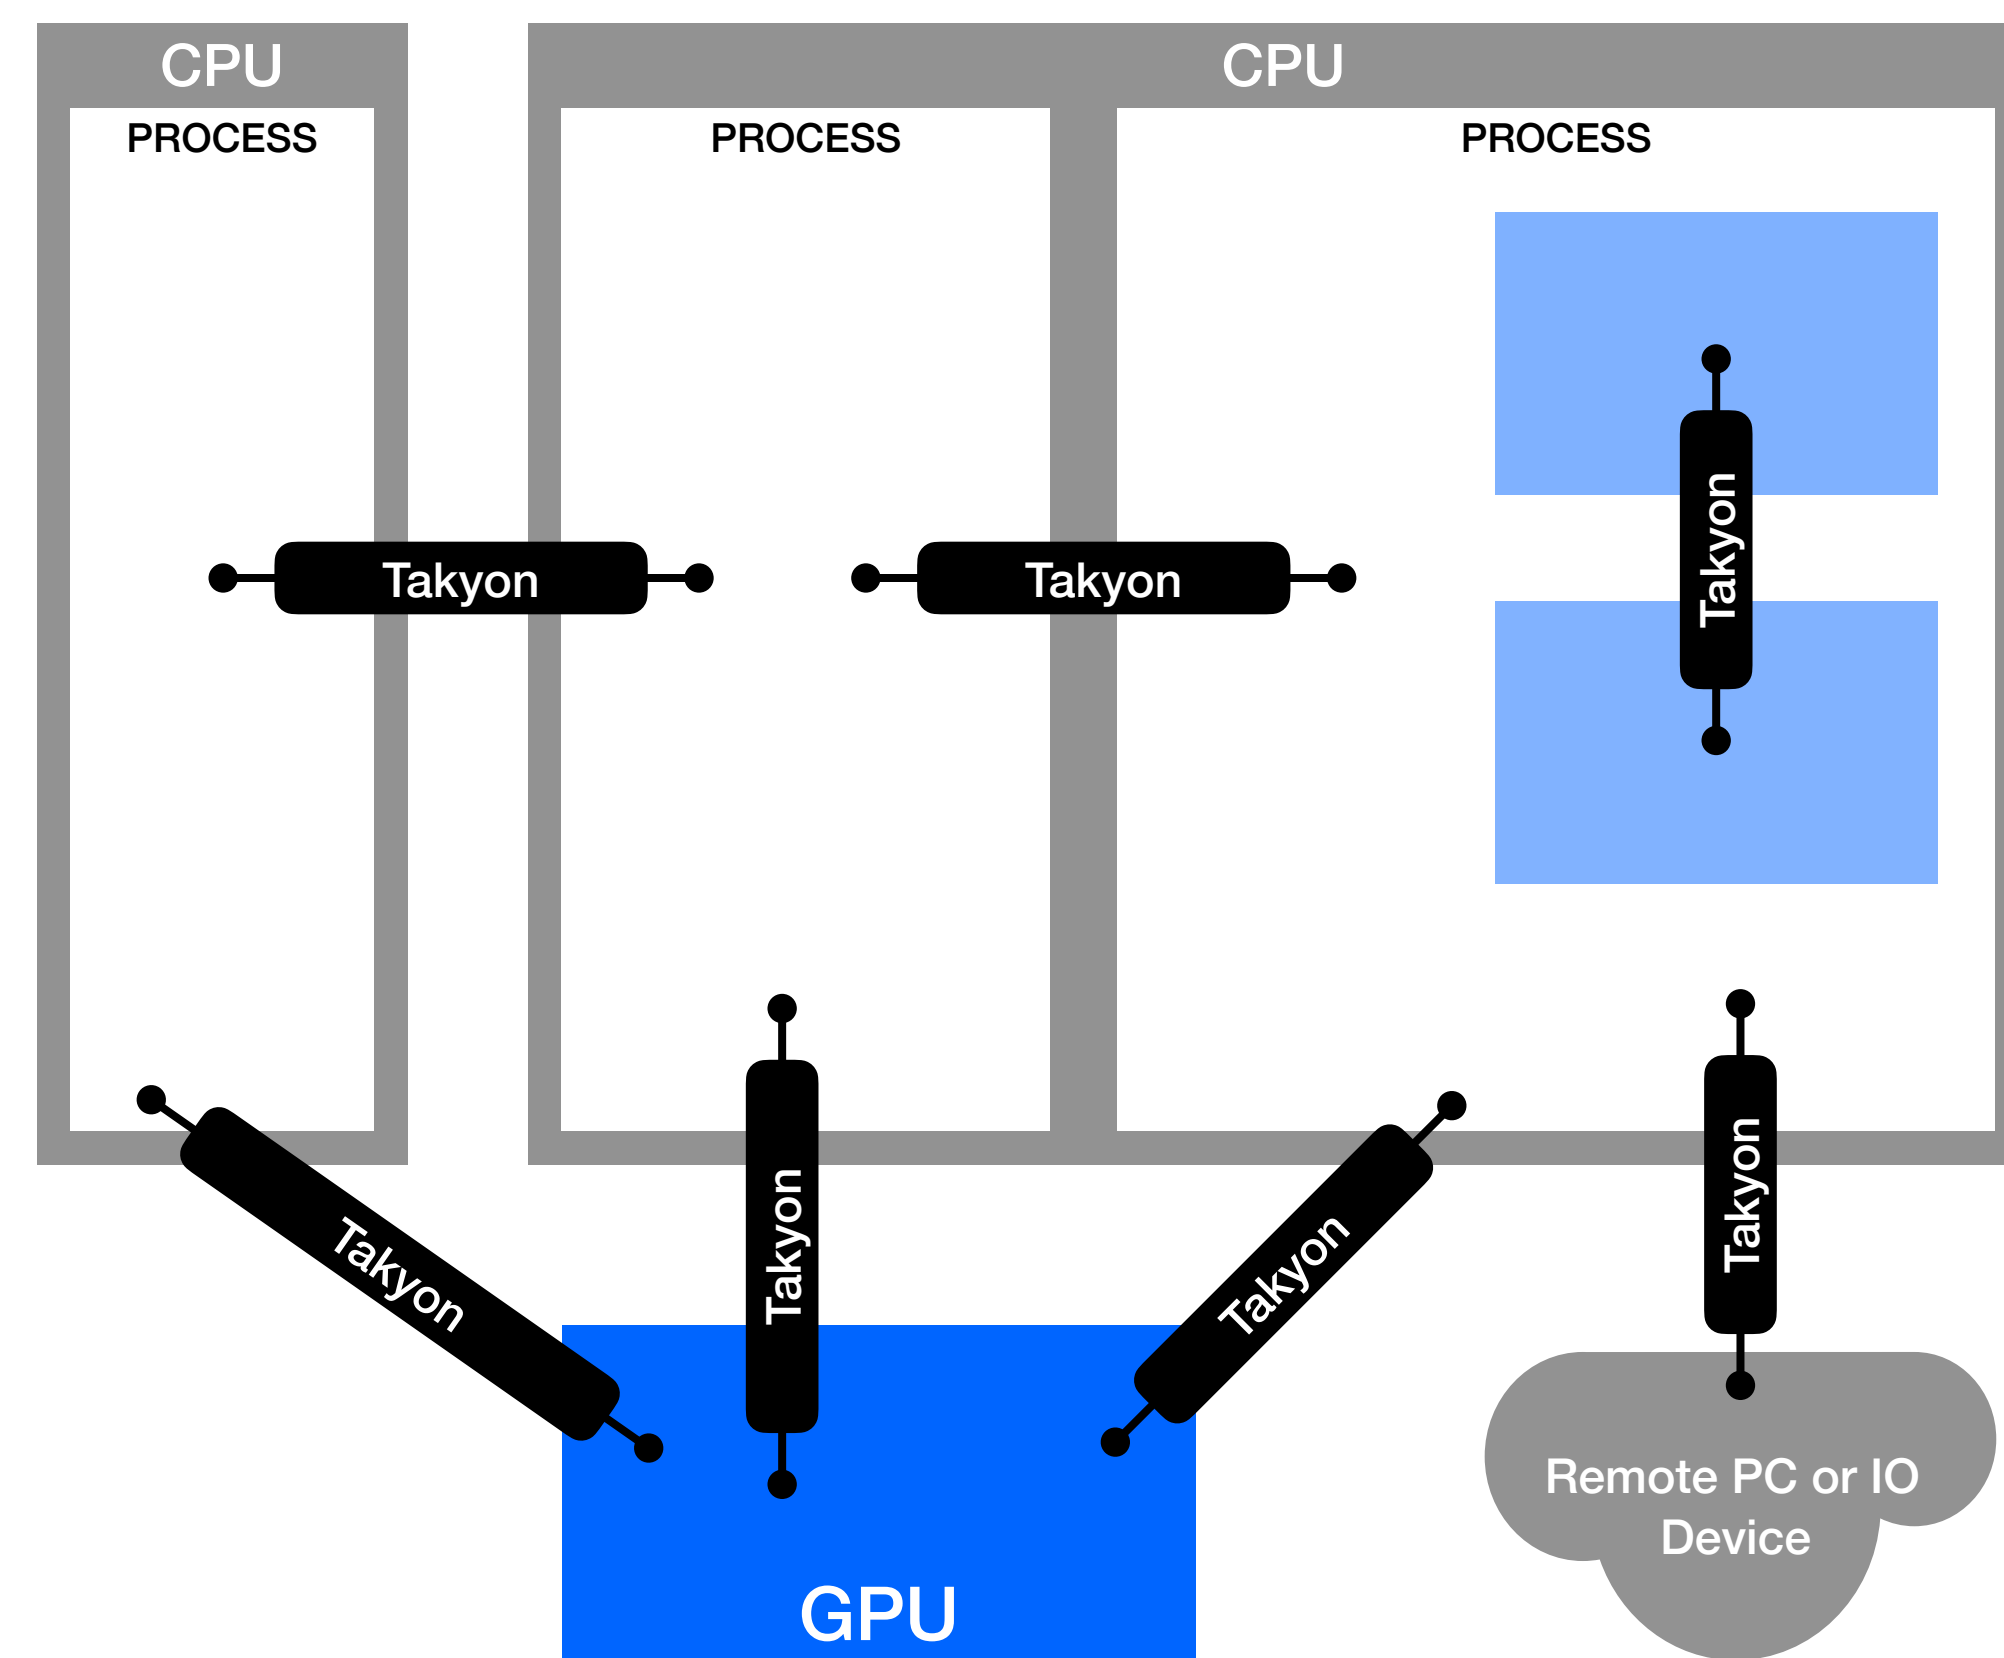 CPU
CPU
PROCESS
PROCESS
PROCESS
Takyon
Takyon
Takyon
Takyon
Takyon
Takyon
Takyon
Remote PC or IO
Device
GPU